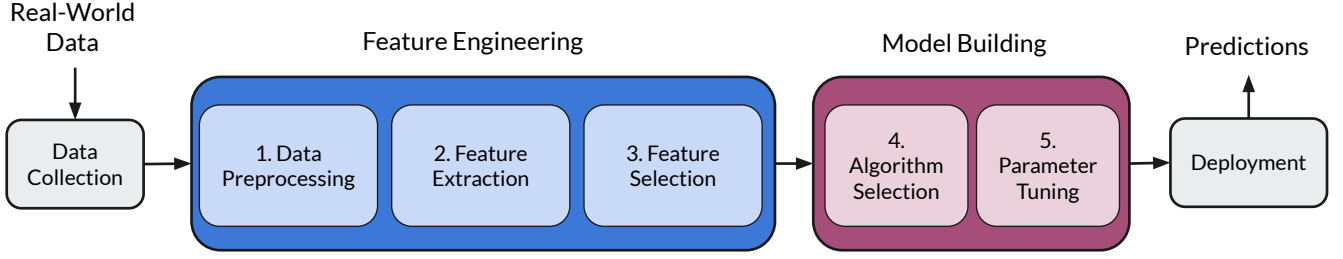 Real-World
Data
Feature Engineering
Model Building
Predictions
Data
Collection
1. Data
Preprocessing
2. Feature
Extraction
3. Feature
Selection
4.
Algorithm
Selection
5.
Parameter
Tuning
Deployment